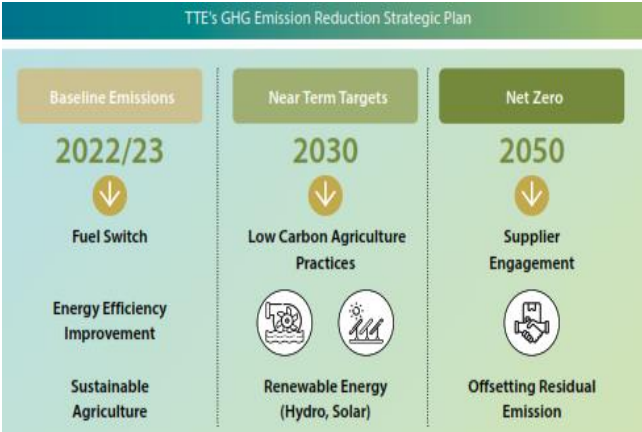 TTE's GHG Emission Reduction Strategic Plan
Baseline Emissions
2022/23
Fuel Switch
Energy Efficiency
Improvement
Sustainable
Agriculture
Near Term Targets
2030
Low Carbon Agriculture
Practices
Renewable Energy
(Hydro, Solar)
Net Zero
2050
Supplier
Engagement
Offsetting Residual
Emission